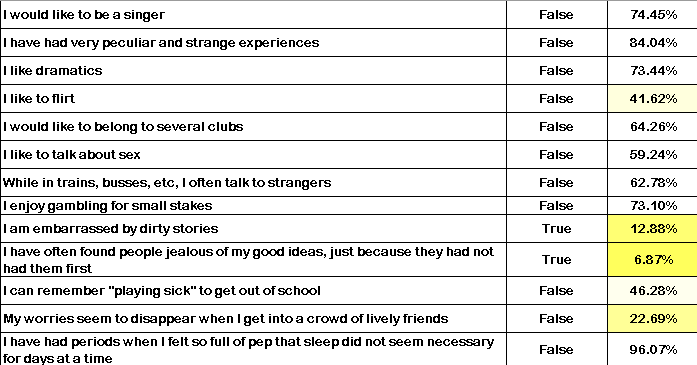 I would like to be a singer False 74.45%
I have had very peculiar and strange experiences False 84.04%
I like dramatics False 73.44%
I like to flirt False 41.62%
I would like to belong to several clubs False 64.26%
I like to talk about sex False 59.24%
While in trains, busses, etc, I often talk to strangers False 62.78%
I enjoy gambling for small stakes False 73.10%
I am embarrassed by dirty stories True 12.88%
I have often found people jealous of my good ideas, just because they had not
had them first True 6.87%
I can remember "playing sick" to get out of school False 46.28%
My worries seem to disappear when I get into a crowd of lively friends False 22.69%
I have had periods when I felt so full of pep that sleep did not seem necessary
for days at a time False 96.07%